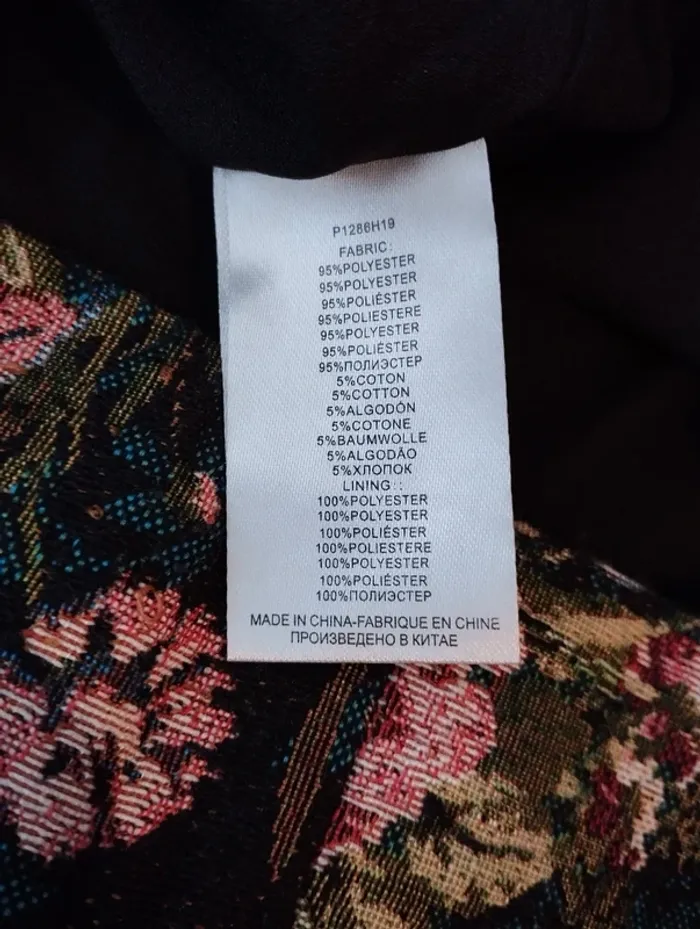 P1286H19
FABRIC:
95%POLYESTER
95%POLYESTER
95%POLIÉSTER
95%POLIESTERE
95%POLYESTER
95%POLIÉSTER
95%ПОЛИЭСТЕР
5%COTON
5%COTTON
5%ALGODÓN
5%COTONE
5%BAUMWOLLE
5%ALGODÃO
5%ХЛОПОК
LINING::
100%POLYESTER
100%POLYESTER
100%POLIÉSTER
100%POLIESTERE
100%POLYESTER
100%POLIÉSTER
100%ПОЛИЭСТЕР
MADE IN CHINA-FABRIQUE EN CHINE
ПРОИЗВЕДЕНО В КИТАЕ